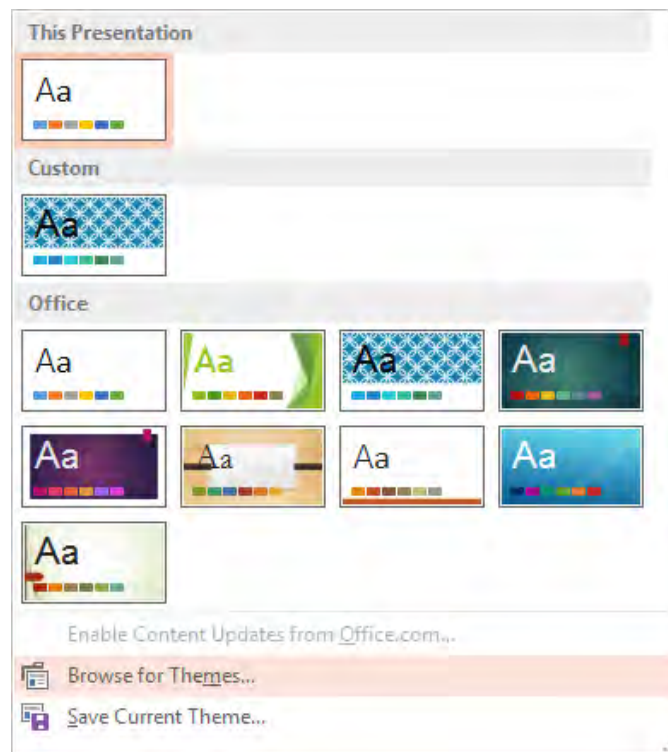 This Presentation
Aa
Custom
Aa
Office
Aa Aa Aa Aa
Aa Aa Aa Aa
Aa
Enable Content Updates from Office.com...
Browse for Themes...
Save Current Theme...